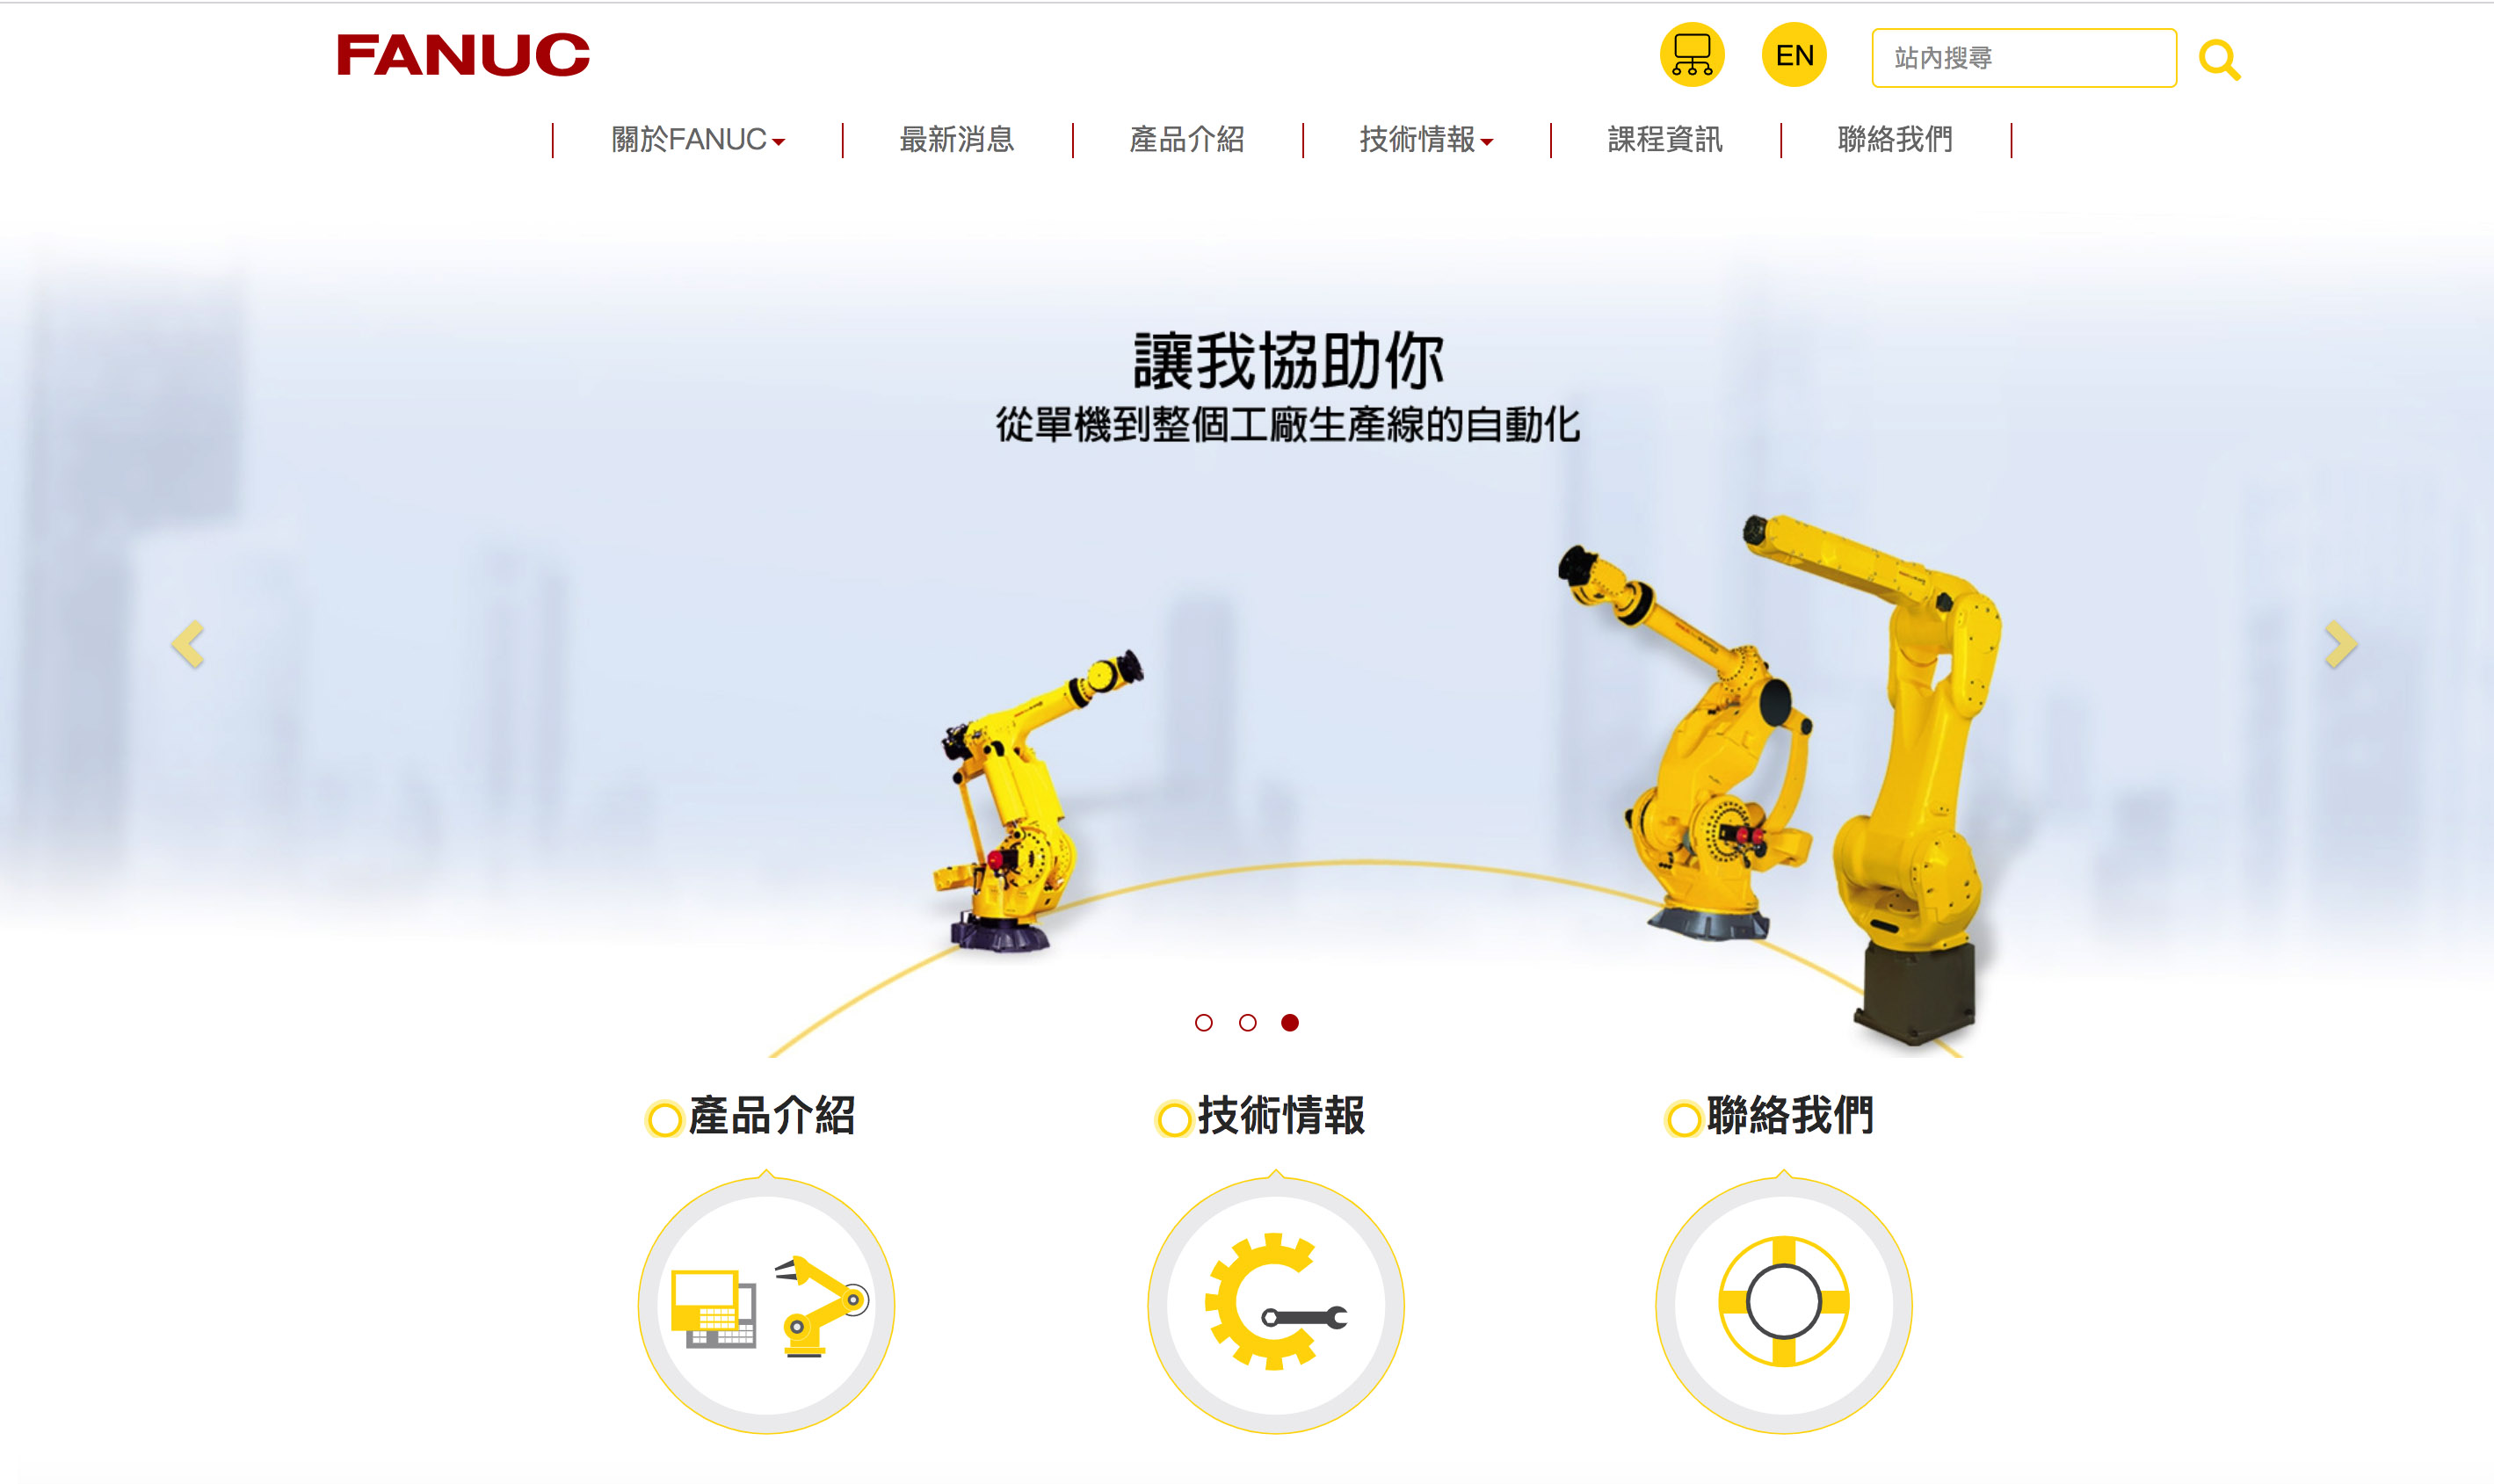 FANUC
EN
站內搜尋
關於FANUC
最新消息
產品介紹
技術情報
課程資訊
聯絡我們
讓我協助你
從單機到整個工廠生產線的自動化
產品介紹
技術情報
聯絡我們